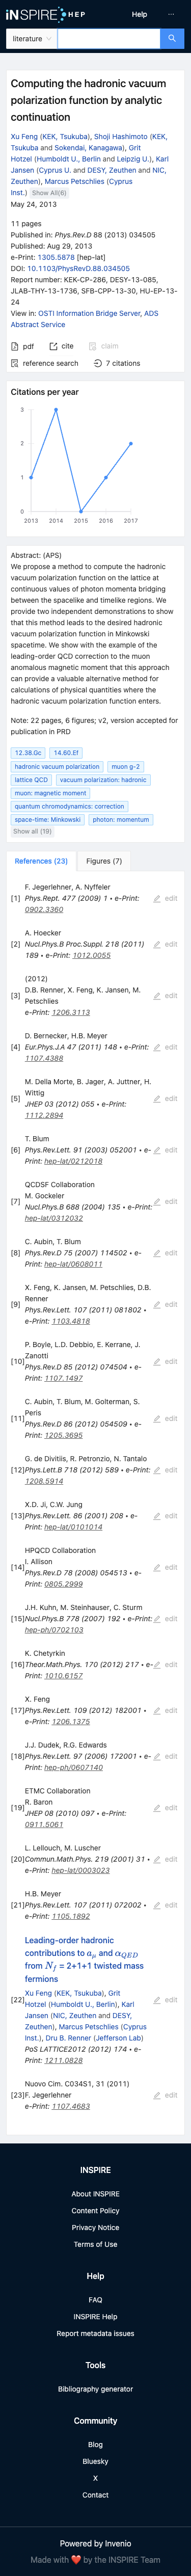 iNSPIRE HEP
Help
literature
Computing the hadronic vacuum
polarization function by analytic
continuation
Xu Feng (KEK, Tsukuba), Shoji Hashimoto (KEK,
Tsukuba and Sokendai, Kanagawa), Grit
Hotzel (Humboldt U., Berlin and Leipzig U.), Karl
Jansen (Cyprus U. and DESY, Zeuthen and NIC,
Zeuthen), Marcus Petschlies (Cyprus
Inst.) Show All(6)
May 24, 2013
11 pages
Published in: Phys.Rev.D 88 (2013) 034505
Published: Aug 29, 2013
e-Print: 1305.5878 [hep-lat]
DOI: 10.1103/PhysRevD.88.034505
Report number: KEK-CP-286, DESY-13-085,
JLAB-THY-13-1736, SFB-CPP-13-30, HU-EP-13-
24
View in: OSTI Information Bridge Server, ADS
Abstract Service
pdf cite claim
reference search 7 citations
Citations per year
3
2
1
0
2013 2014 2015 2016 2017
Abstract: (APS)
We propose a method to compute the hadronic
vacuum polarization function on the lattice at
continuous values of photon momenta bridging
between the spacelike and timelike regions. We
provide two independent demonstrations to show
that this method leads to the desired hadronic
vacuum polarization function in Minkowski
spacetime. We show with the example of the
leading-order QCD correction to the muon
anomalous magnetic moment that this approach
can provide a valuable alternative method for
calculations of physical quantities where the
hadronic vacuum polarization function enters.
Note: 22 pages, 6 figures; v2, version accepted for
publication in PRD
12.38.Gc 14.60.Ef
hadronic vacuum polarization muon g-2
lattice QCD vacuum polarization: hadronic
muon: magnetic moment
quantum chromodynamics: correction
space-time: Minkowski photon: momentum
Show all (19)
References (23) Figures (7)
F. Jegerlehner, A. Nyffeler
[1] Phys.Rept. 477 (2009) 1 • e-Print: edit
0902.3360
A. Hoecker
[2] Nucl.Phys.B Proc.Suppl. 218 (2011) edit
189 • e-Print: 1012.0055
(2012)
D.B. Renner, X. Feng, K. Jansen, M.
[3] Petschlies edit
e-Print: 1206.3113
D. Bernecker, H.B. Meyer
[4] Eur.Phys.J.A 47 (2011) 148 • e-Print: edit
1107.4388
M. Della Morte, B. Jager, A. Juttner, H.
[5] Wittig edit
JHEP 03 (2012) 055 • e-Print:
1112.2894
T. Blum
[6] Phys.Rev.Lett. 91 (2003) 052001 • e- edit
Print: hep-lat/0212018
QCDSF Collaboration
[7] M. Gockeler edit
Nucl.Phys.B 688 (2004) 135 • e-Print:
hep-lat/0312032
C. Aubin, T. Blum
[8] Phys.Rev.D 75 (2007) 114502 • e- edit
Print: hep-lat/0608011
X. Feng, K. Jansen, M. Petschlies, D.B.
[9] Renner edit
Phys.Rev.Lett. 107 (2011) 081802 • e-
Print: 1103.4818
P. Boyle, L.D. Debbio, E. Kerrane, J.
[10] Zanotti edit
Phys.Rev.D 85 (2012) 074504 • e-
Print: 1107.1497
C. Aubin, T. Blum, M. Golterman, S.
[11] Peris edit
Phys.Rev.D 86 (2012) 054509 • e-
Print: 1205.3695
G. de Divitiis, R. Petronzio, N. Tantalo
[12] Phys.Lett.B 718 (2012) 589 • e-Print: edit
1208.5914
X.D. Ji, C.W. Jung
[13] Phys.Rev.Lett. 86 (2001) 208 • e- edit
Print: hep-lat/0101014
HPQCD Collaboration
[14] I. Allison edit
Phys.Rev.D 78 (2008) 054513 • e-
Print: 0805.2999
J.H. Kuhn, M. Steinhauser, C. Sturm
[15] Nucl.Phys.B 778 (2007) 192 • e-Print: edit
hep-ph/0702103
K. Chetyrkin
[16] Theor.Math.Phys. 170 (2012) 217 • e- edit
Print: 1010.6157
X. Feng
[17] Phys.Rev.Lett. 109 (2012) 182001 • e- edit
Print: 1206.1375
J.J. Dudek, R.G. Edwards
[18] Phys.Rev.Lett. 97 (2006) 172001 • e- edit
Print: hep-ph/0607140
ETMC Collaboration
[19] R. Baron edit
JHEP 08 (2010) 097 • e-Print:
0911.5061
L. Lellouch, M. Luscher
[20] Commun.Math.Phys. 219 (2001) 31 • edit
e-Print: hep-lat/0003023
H.B. Meyer
[21] Phys.Rev.Lett. 107 (2011) 072002 • edit
e-Print: 1105.1892
Leading-order hadronic
contributions to aμ and αQED
from Nf = 2+1+1 twisted mass
fermions
Xu Feng (KEK, Tsukuba), Grit
[22] Hotzel (Humboldt U., Berlin), Karl edit
Jansen (NIC, Zeuthen and DESY,
Zeuthen), Marcus Petschlies (Cyprus
Inst.), Dru B. Renner (Jefferson Lab)
PoS LATTICE2012 (2012) 174 • e-
Print: 1211.0828
Nuovo Cim. C034S1, 31 (2011)
[23] F. Jegerlehner edit
e-Print: 1107.4683
INSPIRE
About INSPIRE
Content Policy
Privacy Notice
Terms of Use
Help
FAQ
INSPIRE Help
Report metadata issues
Tools
Bibliography generator
Community
Blog
Bluesky
X
Contact
Powered by Invenio
Made with ❤ by the INSPIRE Team